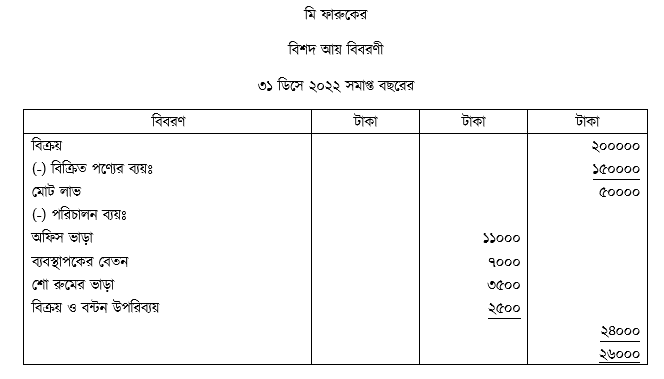 মি ফারুকের
বিশদ আয় বিবরণী
৩১ ডিসে ২০২২ সমাপ্ত বছরের
বিবরণ টাকা টাকা টাকা
বিক্রয় ২০০০০০
(-) বিক্রিত পণ্যের ব্যয়ঃ ১৫০০০০
মোট লাভ ৫০০০০
(-) পরিচালন ব্যয়ঃ
অফিস ভাড়া ১১০০০
ব্যবস্থাপকের বেতন ৭০০০
শো রুমের ভাড়া ৩৫০০
বিক্রয় ও বন্টন উপরিব্যয় ২৫০০
২৪০০০
২৬০০০